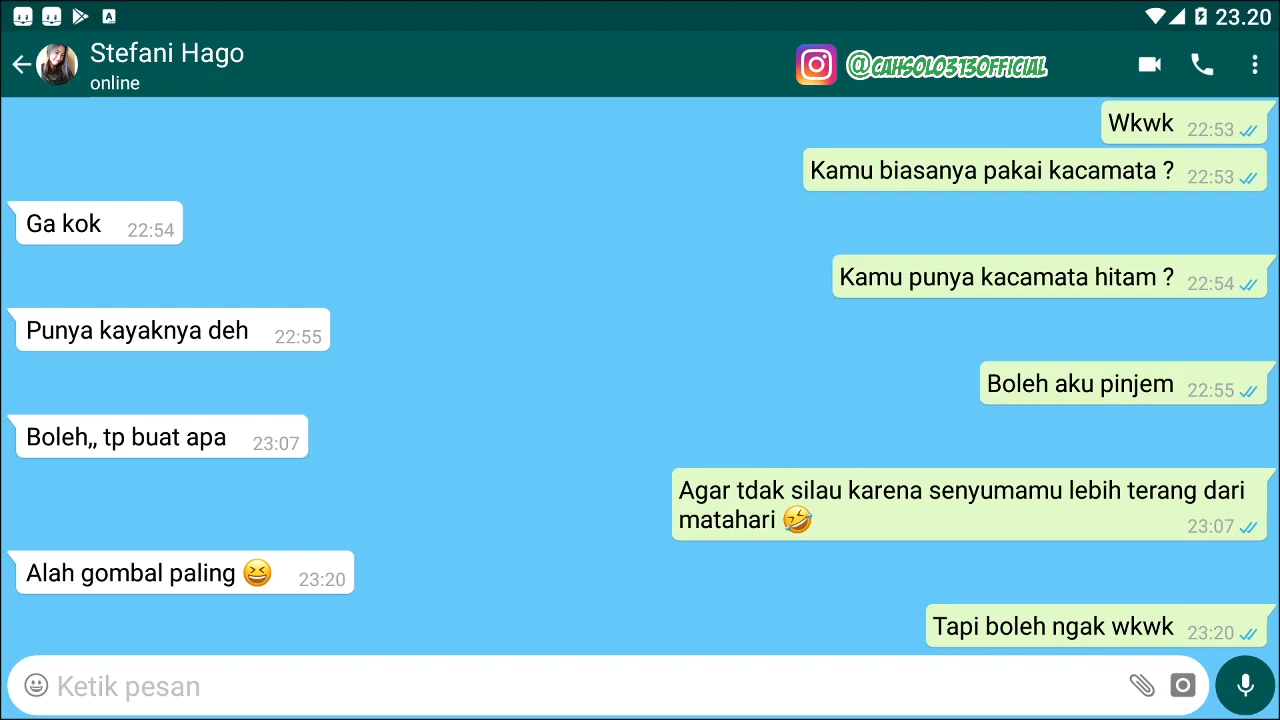 23.20
Stefani Hago
online
@CAHSOLO313OFFICIAL
Wkwk 22:53
Kamu biasanya pakai kacamata ? 22:53
Ga kok 22:54
Kamu punya kacamata hitam ? 22:54
Punya kayaknya deh 22:55
Boleh aku pinjem 22:55
Boleh,, tp buat apa 23:07
Agar tdak silau karena senyumamu lebih terang dari
matahari 🤣 23:07
Alah gombal paling 😆 23:20
Tapi boleh ngak wkwk 23:20
Ketik pesan